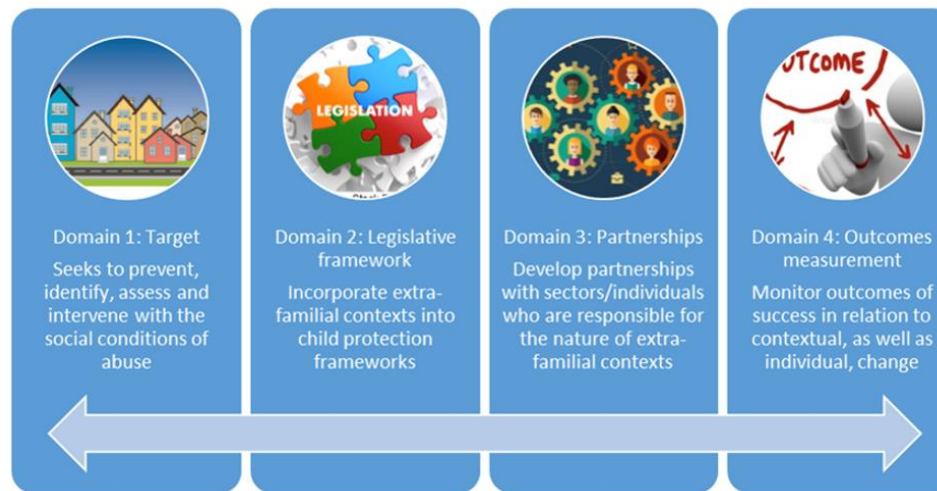 UTCOME
LEGISLATION
Domain 1: Target
Seeks to prevent,
identify, assess and
intervene with the
social conditions of
abuse
Domain 2: Legislative
framework
Incorporate extra-
familial contexts into
child protection
frameworks
Domain 3: Partnerships
Develop partnerships
with sectors/individuals
who are responsible for
the nature of extra-
familial contexts
Domain 4: Outcomes
measurement
Monitor outcomes of
success in relation to
contextual, as well as
individual, change